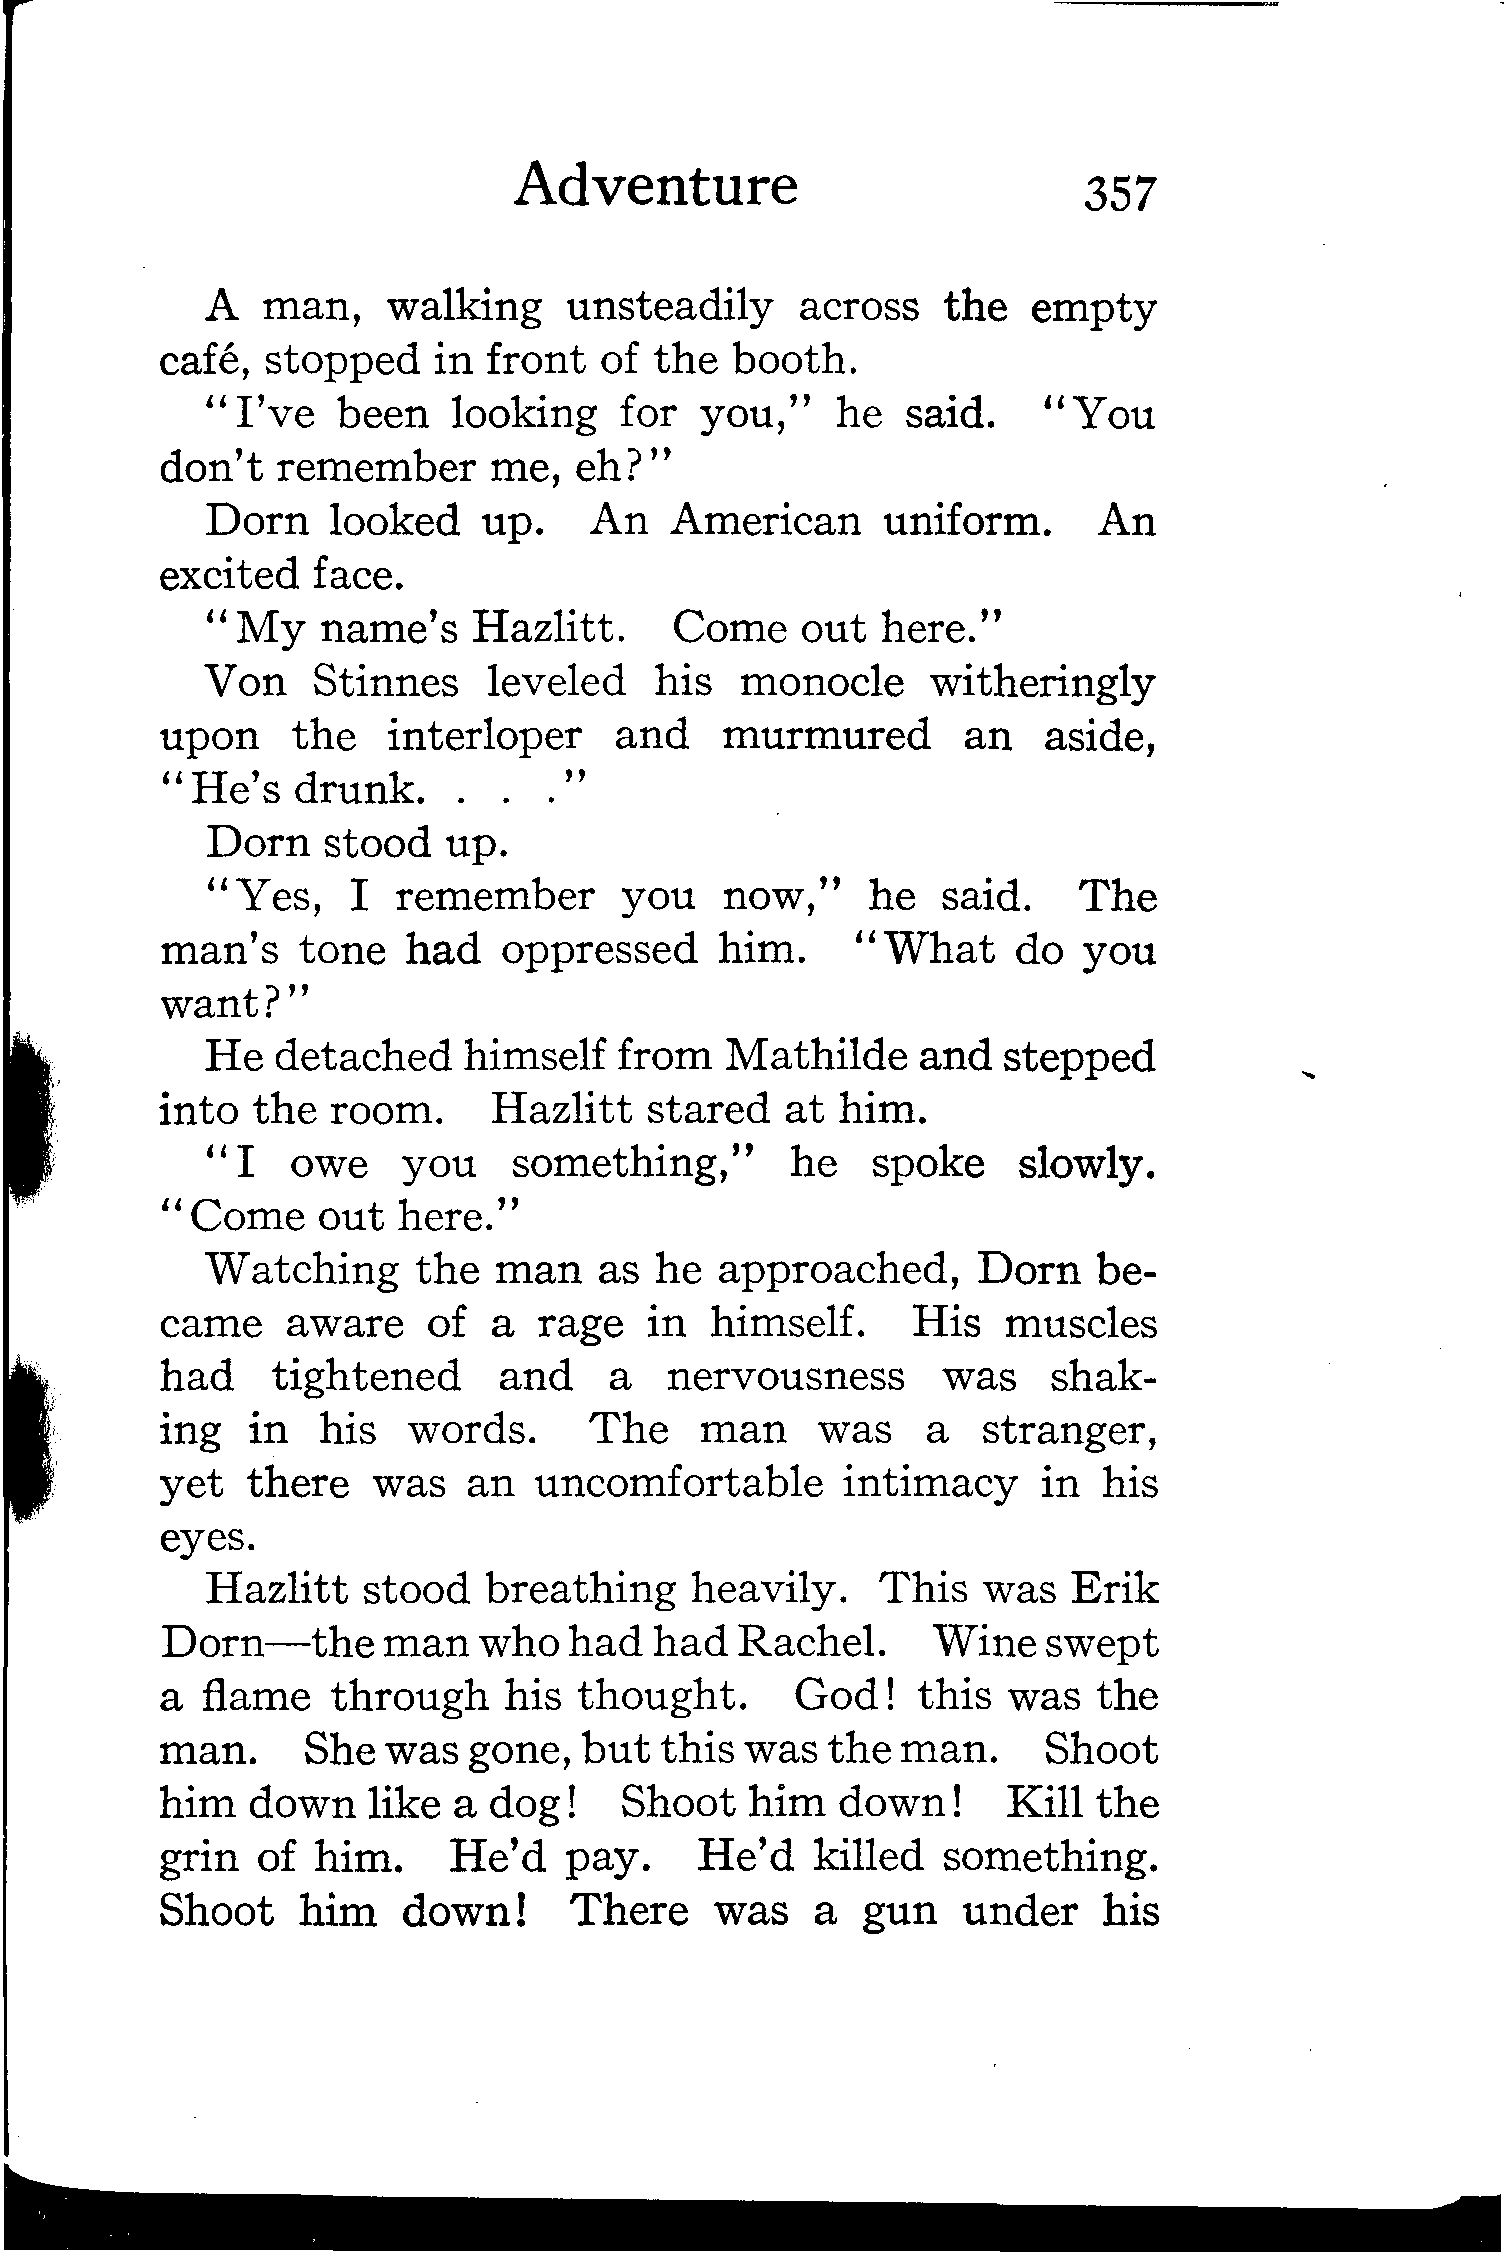 Adventure 357
A man, walking unsteadily across the empty
café, stopped in front of the booth.
"I've been looking for you," he said. "You
don't remember me, eh?"
Dorn looked up. An American uniform. An
excited face.
"My name's Hazlitt. Come out here."
Von Stinnes leveled his monocle witheringly
upon the interloper and murmured an aside,
"He's drunk. . . ."
Dorn stood up.
"Yes, I remember you now," he said. The
man's tone had oppressed him. "What do you
want?"
He detached himself from Mathilde and stepped
into the room. Hazlitt stared at him.
"I owe you something," he spoke slowly.
"Come out here."
Watching the man as he approached, Dorn be-
came aware of a rage in himself. His muscles
had tightened and a nervousness was shak-
ing in his words. The man was a stranger,
yet there was an uncomfortable intimacy in his
eyes.
Hazlitt stood breathing heavily. This was Erik
Dorn—the man who had had Rachel. Wine swept
a flame through his thought. God! this was the
man. She was gone, but this was the man. Shoot
him down like a dog! Shoot him down! Kill the
grin of him. He'd pay. He'd killed something.
Shoot him down! There was a gun under his